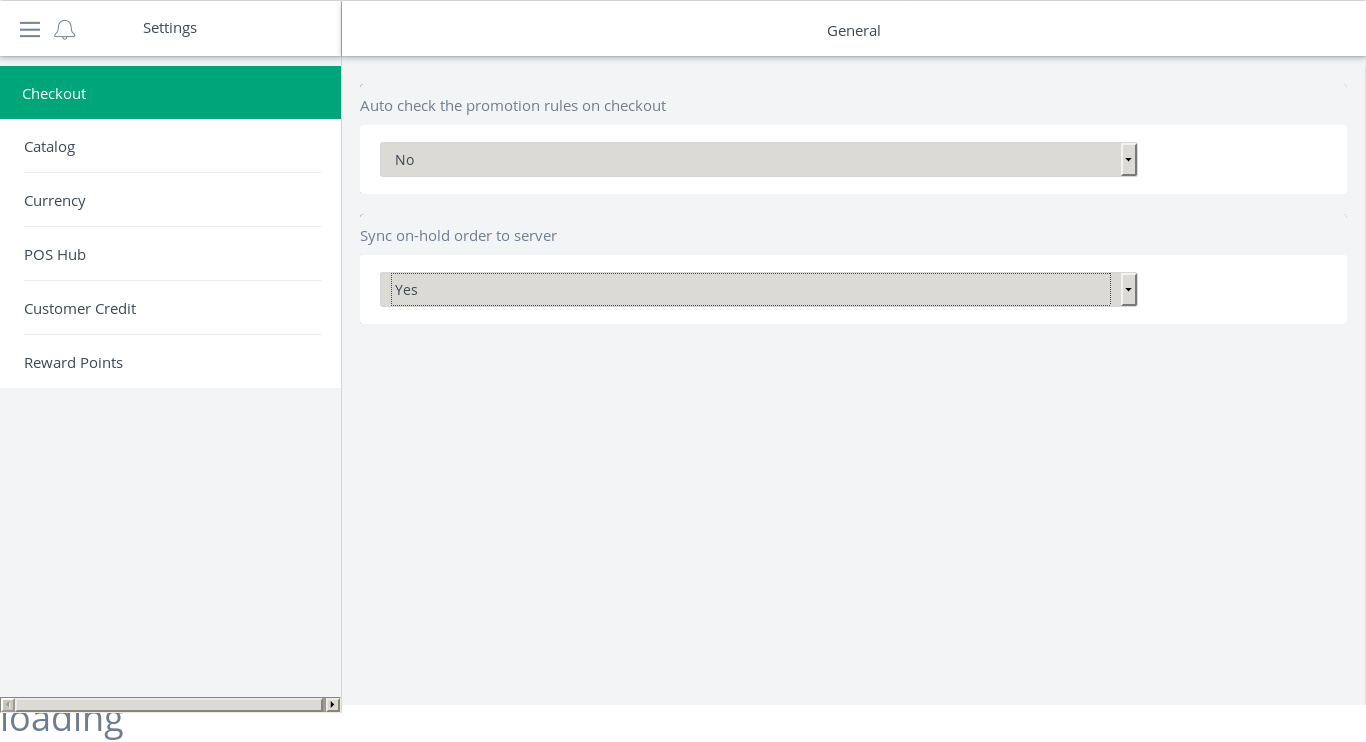 Settings
General
Checkout
Catalog
Currency
POS Hub
Customer Credit
Reward Points
Auto check the promotion rules on checkout
No
Sync on-hold order to server
Yes
loading